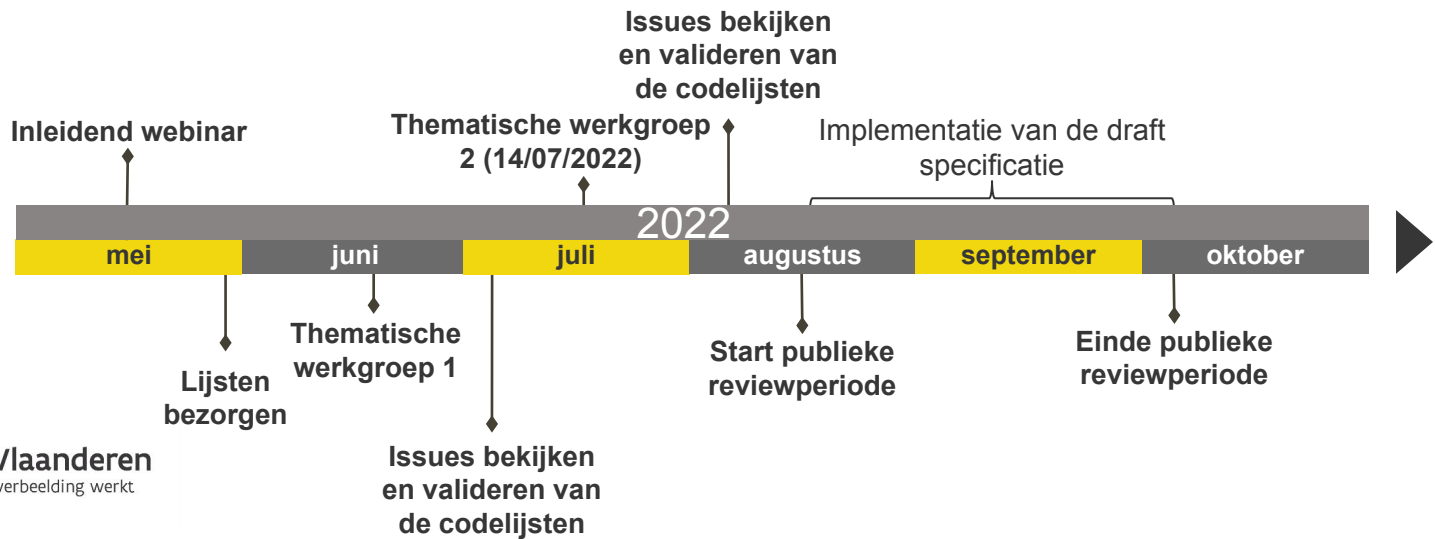 Issues bekijken
en valideren van
de codelijsten
Inleidend webinar
Thematische werkgroep
2 (14/07/2022)
Implementatie van de draft
specificatie
2022
mei
juni
juli
augustus
september
oktober
Lijsten
bezorgen
Thematische
werkgroep 1
Issues bekijken
en valideren van
de codelijsten
Start publieke
reviewperiode
Einde publieke
reviewperiode
Vlaanderen
verbeelding werkt